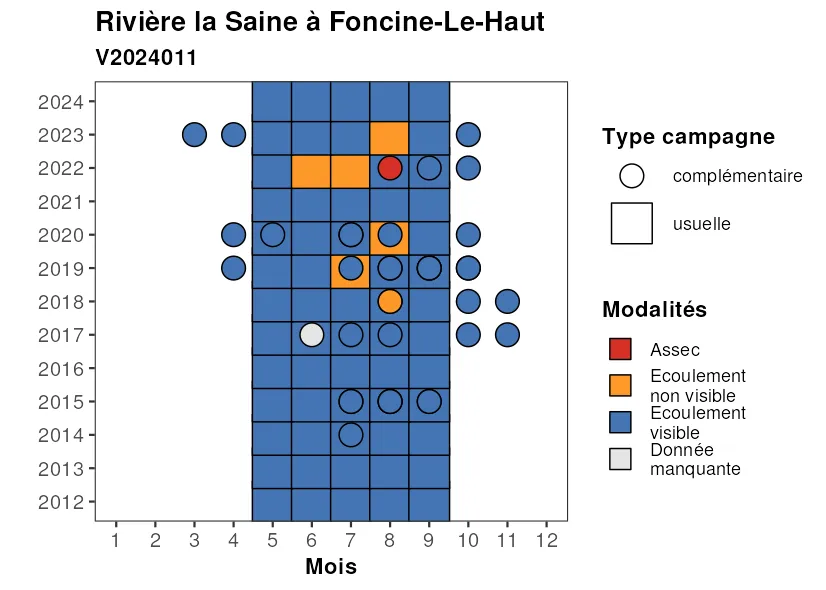 Rivière la Saine à Foncine-Le-Haut
V2024011
2024
2023
2022
2021
2020
2019
2018
2017
2016
2015
2014
2013
2012
1 2 3 4 5 6 7 8 9 10 11 12
Mois
Type campagne
complémentaire
usuelle
Modalités
Assec
Ecoulement
non visible
Ecoulement
visible
Donnée
manquante